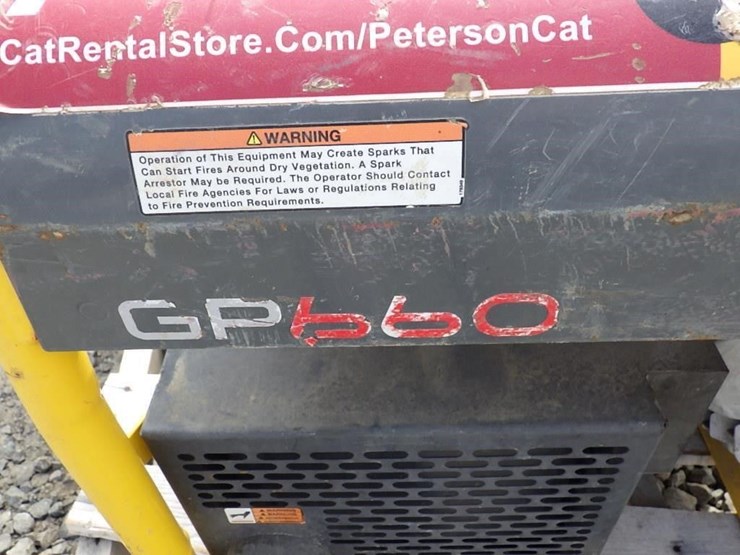 CatRentalStore.Com/PetersonCat
WARNING
Operation of This Equipment May Create Sparks That
Can Start Fires Around Dry Vegetation. A Spark
Arrestor May be Required. The Operator Should Contact
Local Fire Agencies For Laws or Regulations Relating
to Fire Prevention Requirements.
GP660